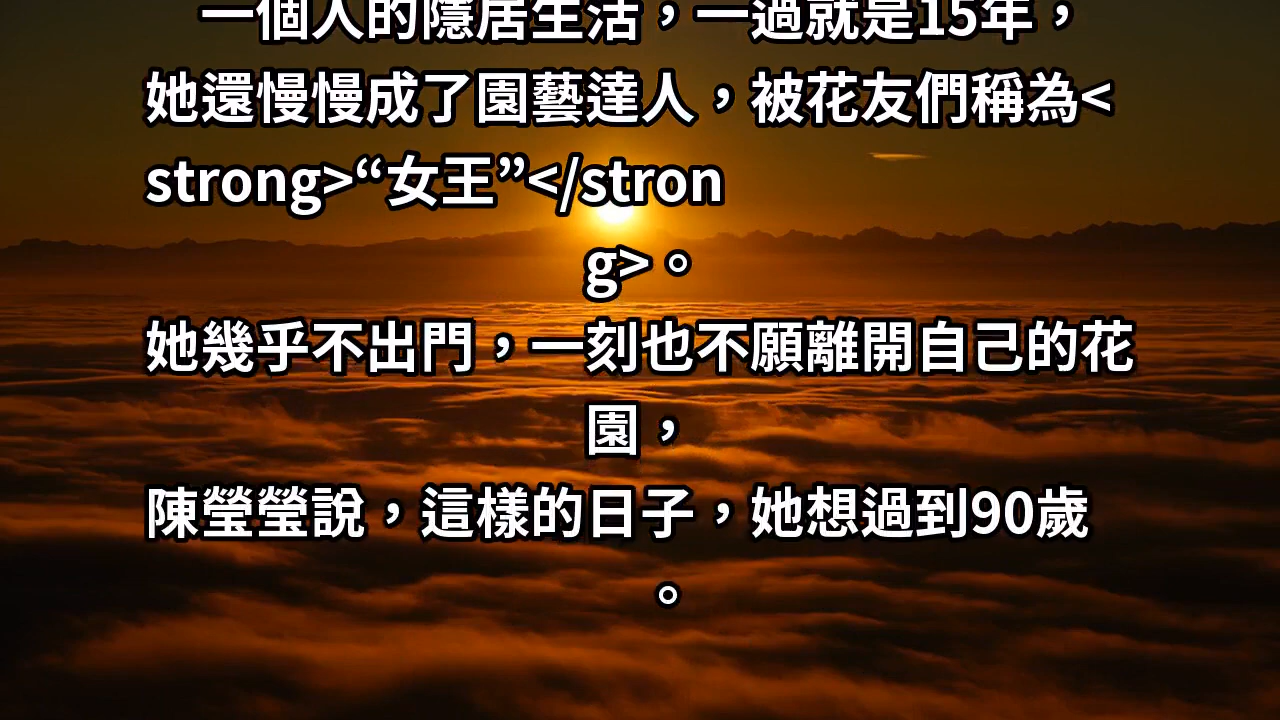 一個人的隱居生活，一過就是15年，
她還慢慢成了園藝達人，被花友們稱為<
strong>“女王”</stron
g>。
她幾乎不出門，一刻也不願離開自己的花
園，
陳瑩瑩說，這樣的日子，她想過到90歲
。